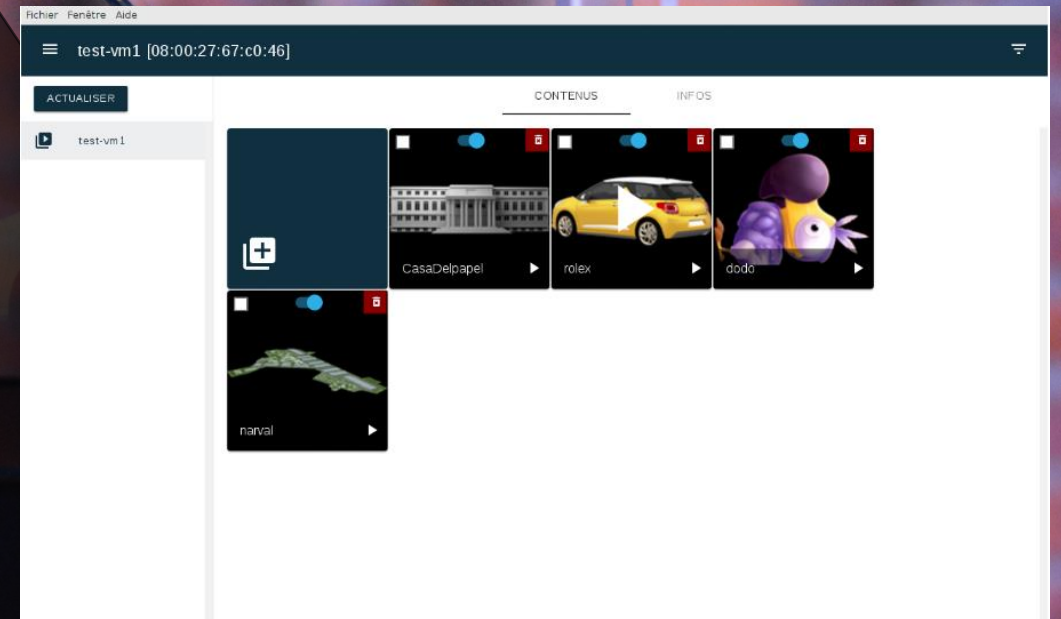 Fichier Fenêtre Aide
test-vm1 [08:00:27:67:c0:46]
ACTUALISER
CONTENUS
INFOS
test-vm1
CasaDelpapel
rolex
dodo
narval